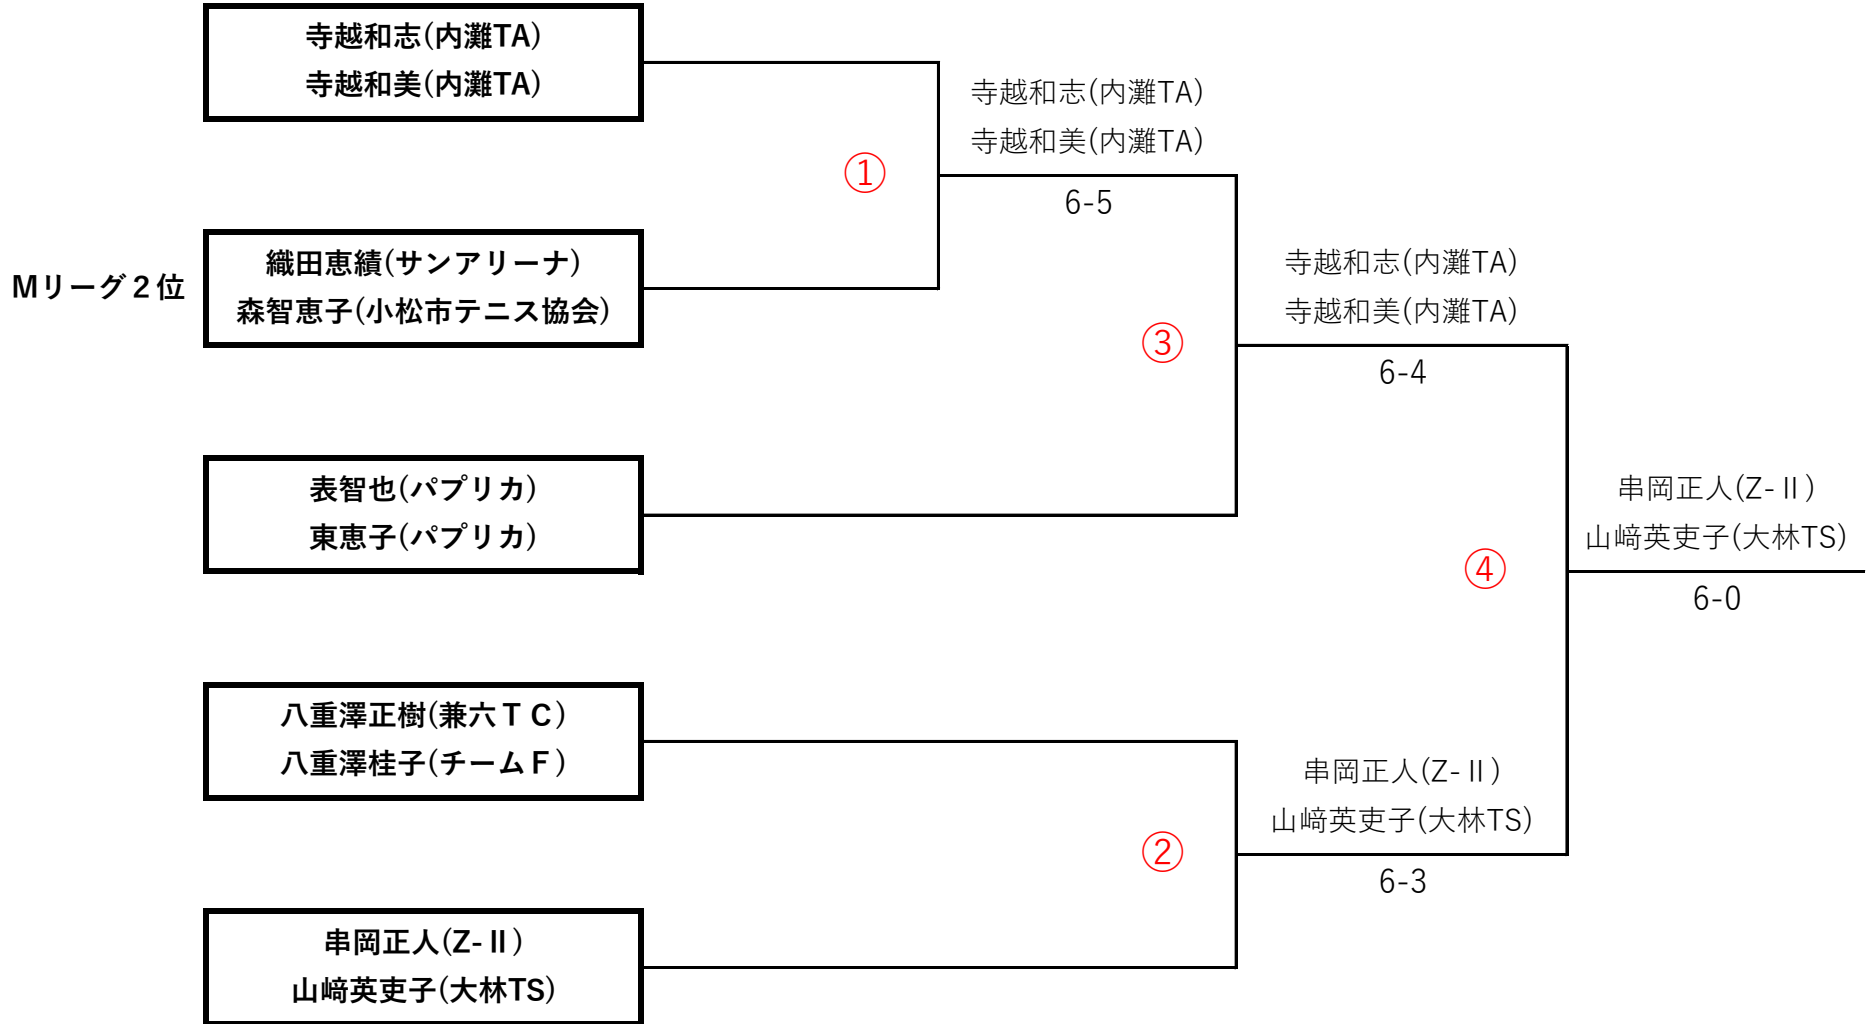 寺越和志(内灘TA)
寺越和美(内灘TA)
寺越和志(内灘TA)
寺越和美(内灘TA)
①
6-5
Mリーグ２位
織田恵績(サンアリーナ)
森智恵子(小松市テニス協会)
寺越和志(内灘TA)
寺越和美(内灘TA)
③
6-4
表智也(パプリカ)
東恵子(パプリカ)
串岡正人(Z-Ⅱ)
山﨑英吏子(大林TS)
④
6-0
八重澤正樹(兼六ＴＣ)
八重澤桂子(チームＦ)
串岡正人(Z-Ⅱ)
山﨑英吏子(大林TS)
②
6-3
串岡正人(Z-Ⅱ)
山﨑英吏子(大林TS)